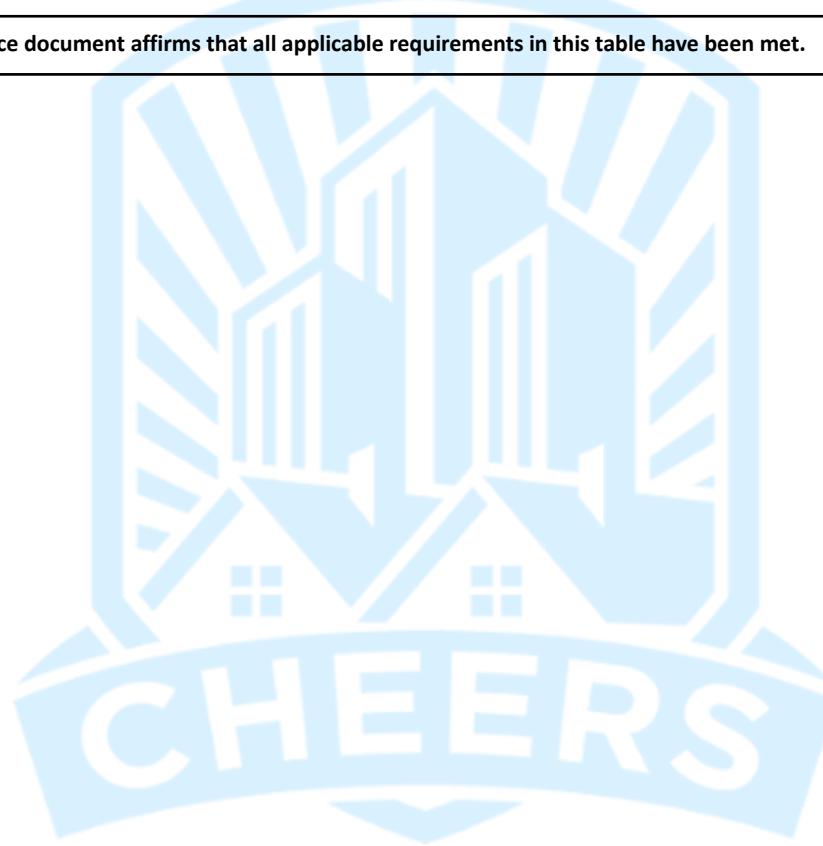 ce document affirms that all applicable requirements in this table have been met.
CHEERS